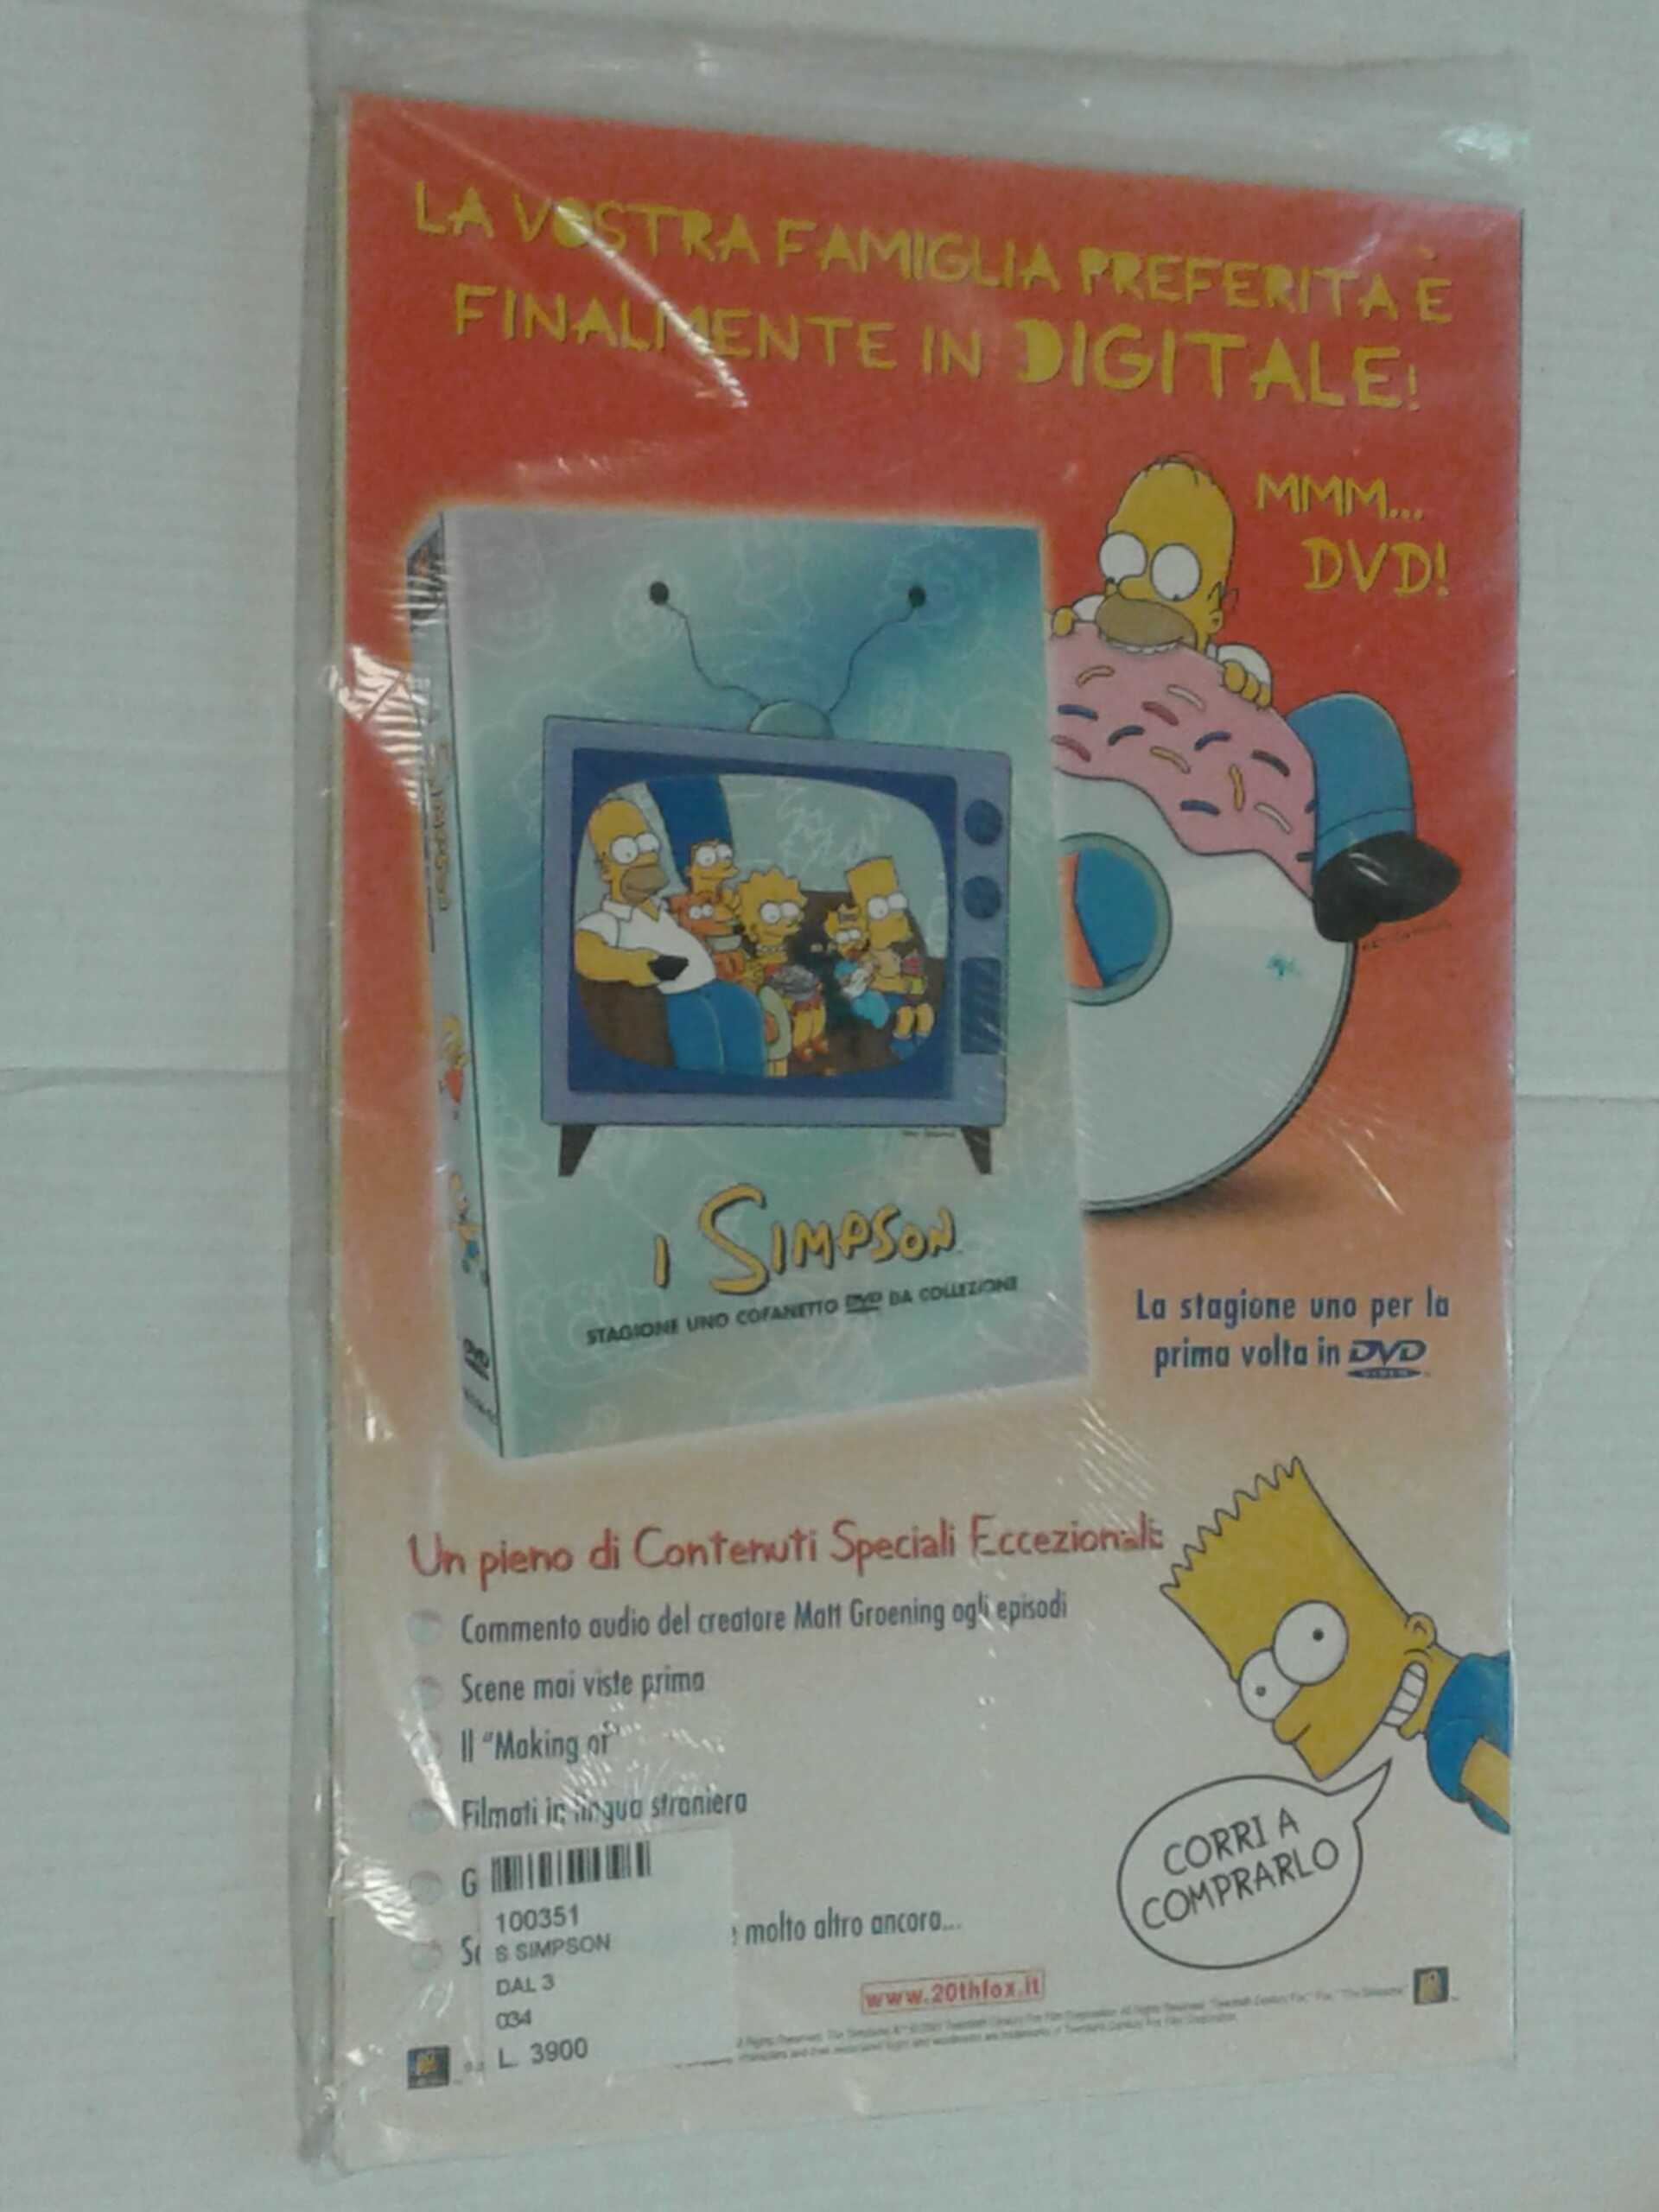 LA VOSTRA FAMIGLIA PREFERITA È
FINALMENTE IN DIGITALE!
MMM...
DVD!
I SIMPSON
STAGIONE UNO COFANETTO DVD DA COLLEZIONE
DVD
La stagione uno per la
prima volta in DVD
VIDEO
Un pieno di Contenuti Speciali Eccezionali:
Commento audio del creatore Matt Groening agli episodi
Scene mai viste prima
Il "Making of"
Filmati in lingua straniera
G
molto altro ancora...
CORRI A
COMPRARLO
100351
S SIMPSON
DAL 3
034
L. 3900
www.20thfox.it